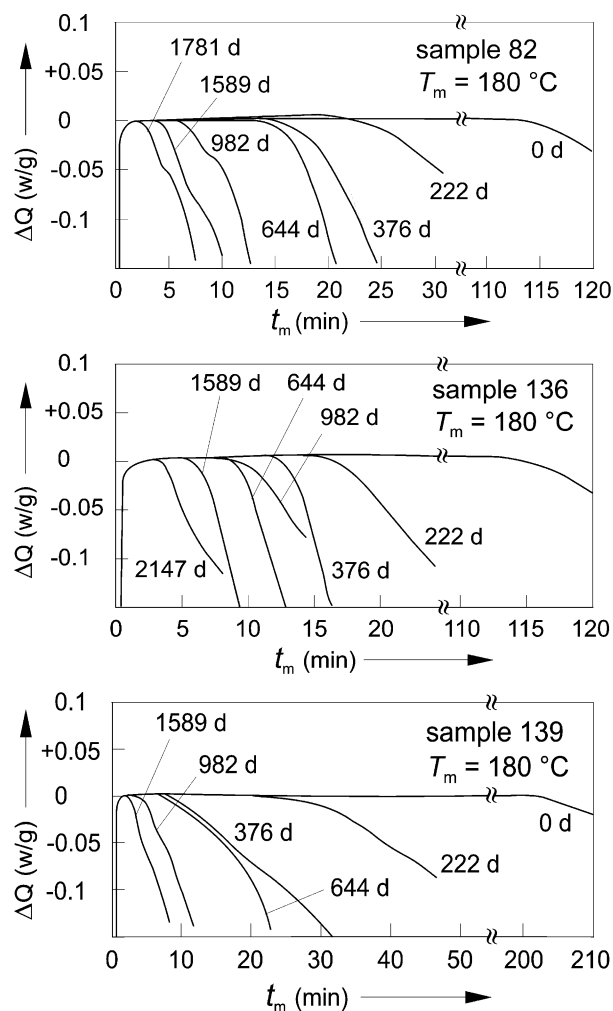 0.1
sample 82
Tm = 180 °C
1781 d
1589 d
+0.05
0
982 d
0 d
-0.05
222 d
-0.1
644 d
376 d
ΔQ (w/g)
0 5 10 15 20 25 30 110 115 120
tm (min)
0.1
sample 136
Tm = 180 °C
1589 d
644 d
982 d
+0.05
0
-0.05
222 d
-0.1
2147 d
376 d
ΔQ (w/g)
0 5 10 15 20 110 115 120
tm (min)
0.1
sample 139
Tm = 180 °C
1589 d
982 d
+0.05
0
376 d
0 d
-0.05
222 d
644 d
-0.1
ΔQ (w/g)
0 10 20 30 40 50 200 210
tm (min)